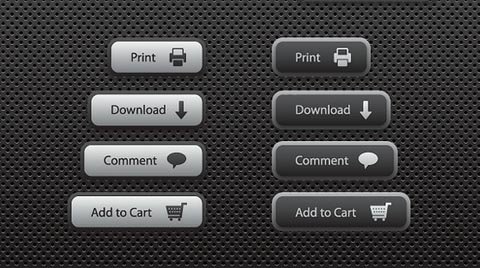 Print
Print
Download
Download
Comment
Comment
Add to Cart
Add to Cart